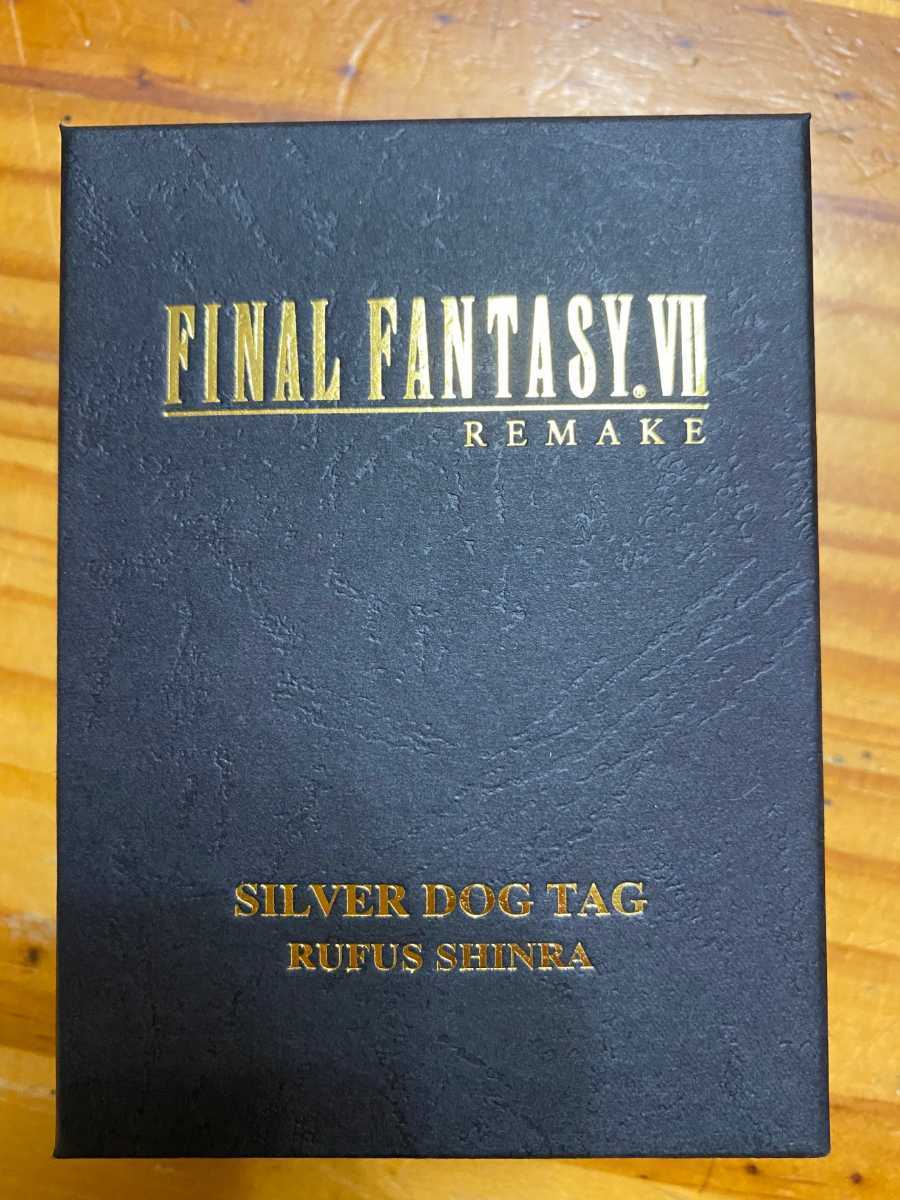 FINAL FANTASY®VII
REMAKE
SILVER DOG TAG
RUFUS SHINRA